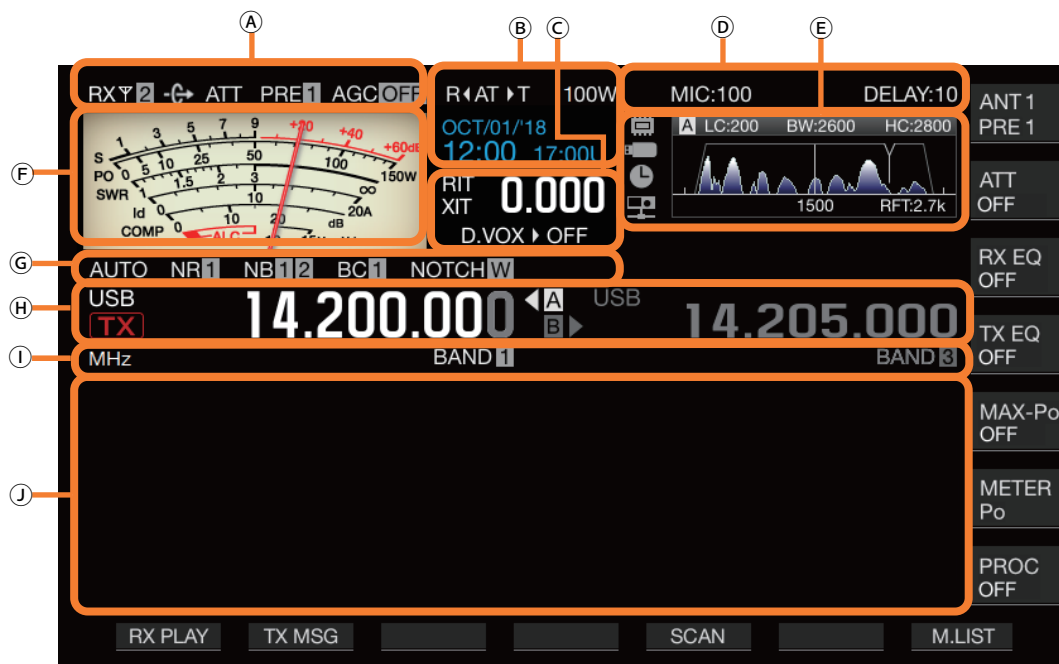 Ⓐ Ⓑ Ⓒ Ⓓ Ⓔ
RX 2 ATT PRE 1 AGC OFF
R AT T 100W
MIC:100 DELAY:10
OCT/01/'18
12:00 17:00U
A LC:200 BW:2600 HC:2800
1500 RFT:2.7k
Ⓕ
S 1 3 5 7 9 +20 +40 +60dB
PO 0 5 10 25 50 100 150W
SWR 1 1.5 2 3 ∞
Id 0 10 20A
COMP 0 10 20 dB
ALC
RIT
XIT 0.000
D.VOX OFF
Ⓖ
AUTO NR 1 NB 1 2 BC 1 NOTCH W
Ⓗ
USB 14.200.000 A USB 14.205.000
TX B
Ⓘ
MHz BAND 1 BAND 3
Ⓙ
ANT 1
PRE 1
ATT
OFF
RX EQ
OFF
TX EQ
OFF
MAX-Po
OFF
METER
Po
PROC
OFF
RX PLAY TX MSG SCAN M.LIST